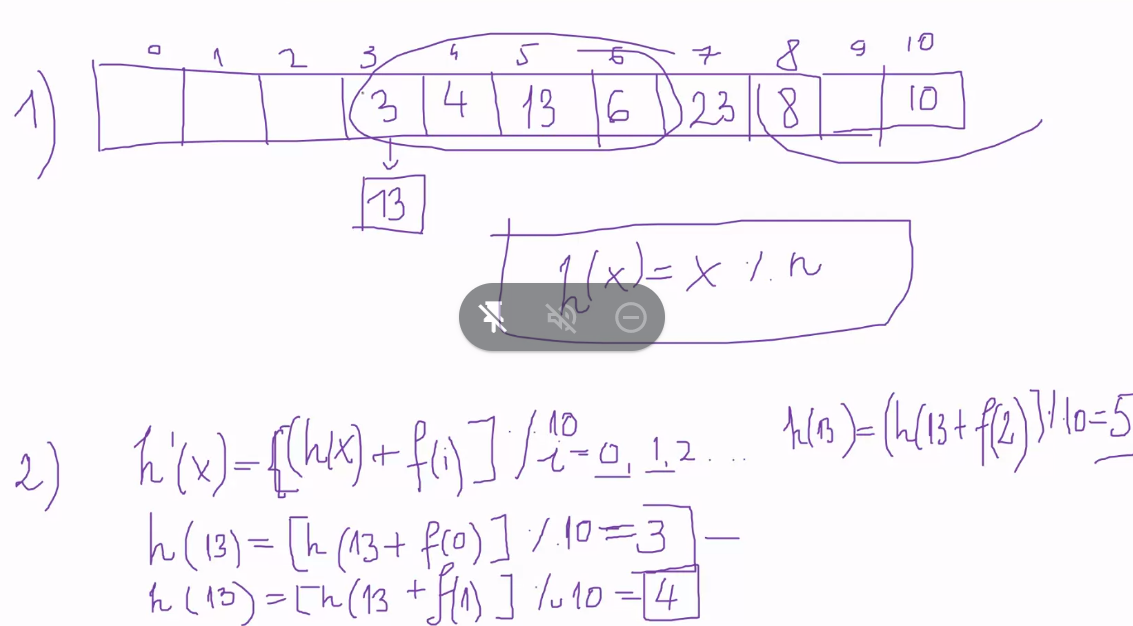 0 1 2 3 4 5 6 7 8 9 10
1) 3 4 13 6 23 8 10
13
h(x) = x % n
2) h'(x) = [(h(x) + f(i)] % 10 i = 0, 1, 2 ....
h(13) = (h(13 + f(2)] % 10 = 5
h(13) = [h(13 + f(0)] % 10 = 3 —
h(13) = [h(13 + f(1)] % 10 = 4